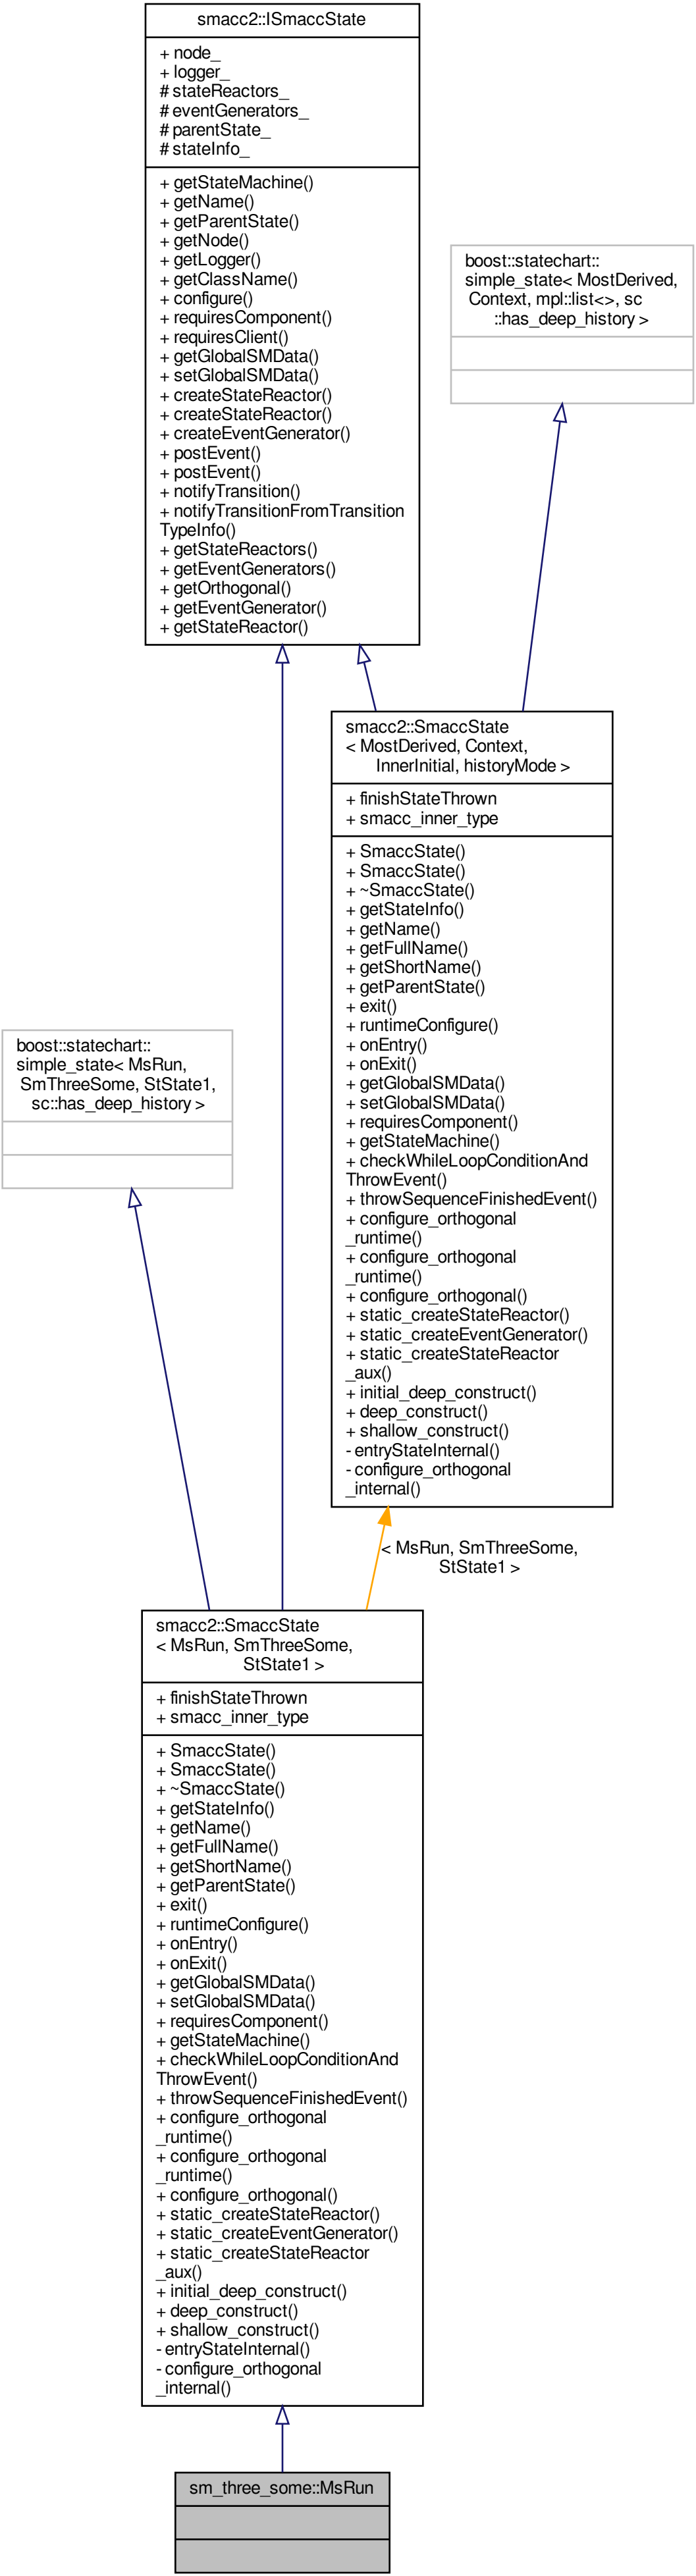 smacc2::ISmaccState
+ node_
+ logger_
# stateReactors_
# eventGenerators_
# parentState_
# stateInfo_
+ getStateMachine()
+ getName()
+ getParentState()
+ getNode()
+ getLogger()
+ getClassName()
+ configure()
+ requiresComponent()
+ requiresClient()
+ getGlobalSMData()
+ setGlobalSMData()
+ createStateReactor()
+ createStateReactor()
+ createEventGenerator()
+ postEvent()
+ postEvent()
+ notifyTransition()
+ notifyTransitionFromTransition
TypeInfo()
+ getStateReactors()
+ getEventGenerators()
+ getOrthogonal()
+ getEventGenerator()
+ getStateReactor()
boost::statechart::
simple_state< MostDerived,
Context, mpl::list<>, sc
::has_deep_history >
smacc2::SmaccState
< MostDerived, Context,
InnerInitial, historyMode >
+ finishStateThrown
+ smacc_inner_type
+ SmaccState()
+ SmaccState()
+ ~SmaccState()
+ getStateInfo()
+ getName()
+ getFullName()
+ getShortName()
+ getParentState()
+ exit()
+ runtimeConfigure()
+ onEntry()
+ onExit()
+ getGlobalSMData()
+ setGlobalSMData()
+ requiresComponent()
+ getStateMachine()
+ checkWhileLoopConditionAnd
ThrowEvent()
+ throwSequenceFinishedEvent()
+ configure_orthogonal
_runtime()
+ configure_orthogonal
_runtime()
+ configure_orthogonal()
+ static_createStateReactor()
+ static_createEventGenerator()
+ static_createStateReactor
_aux()
+ initial_deep_construct()
+ deep_construct()
+ shallow_construct()
- entryStateInternal()
- configure_orthogonal
_internal()
boost::statechart::
simple_state< MsRun,
SmThreeSome, StState1,
sc::has_deep_history >
< MsRun, SmThreeSome,
StState1 >
smacc2::SmaccState
< MsRun, SmThreeSome,
StState1 >
+ finishStateThrown
+ smacc_inner_type
+ SmaccState()
+ SmaccState()
+ ~SmaccState()
+ getStateInfo()
+ getName()
+ getFullName()
+ getShortName()
+ getParentState()
+ exit()
+ runtimeConfigure()
+ onEntry()
+ onExit()
+ getGlobalSMData()
+ setGlobalSMData()
+ requiresComponent()
+ getStateMachine()
+ checkWhileLoopConditionAnd
ThrowEvent()
+ throwSequenceFinishedEvent()
+ configure_orthogonal
_runtime()
+ configure_orthogonal
_runtime()
+ configure_orthogonal()
+ static_createStateReactor()
+ static_createEventGenerator()
+ static_createStateReactor
_aux()
+ initial_deep_construct()
+ deep_construct()
+ shallow_construct()
- entryStateInternal()
- configure_orthogonal
_internal()
sm_three_some::MsRun